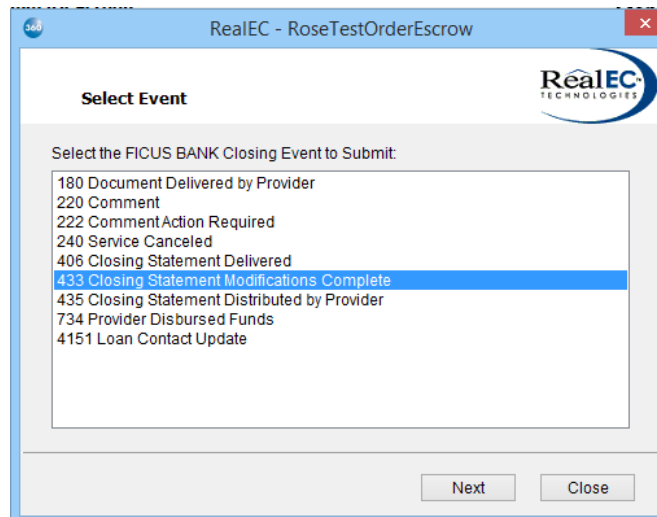 360
RealEC - RoseTestOrderEscrow
x
Select Event
RealEC
TECHNOLOGIES
Select the FICUS BANK Closing Event to Submit:
180 Document Delivered by Provider
220 Comment
222 Comment Action Required
240 Service Canceled
406 Closing Statement Delivered
433 Closing Statement Modifications Complete
435 Closing Statement Distributed by Provider
734 Provider Disbursed Funds
4151 Loan Contact Update
Next Close